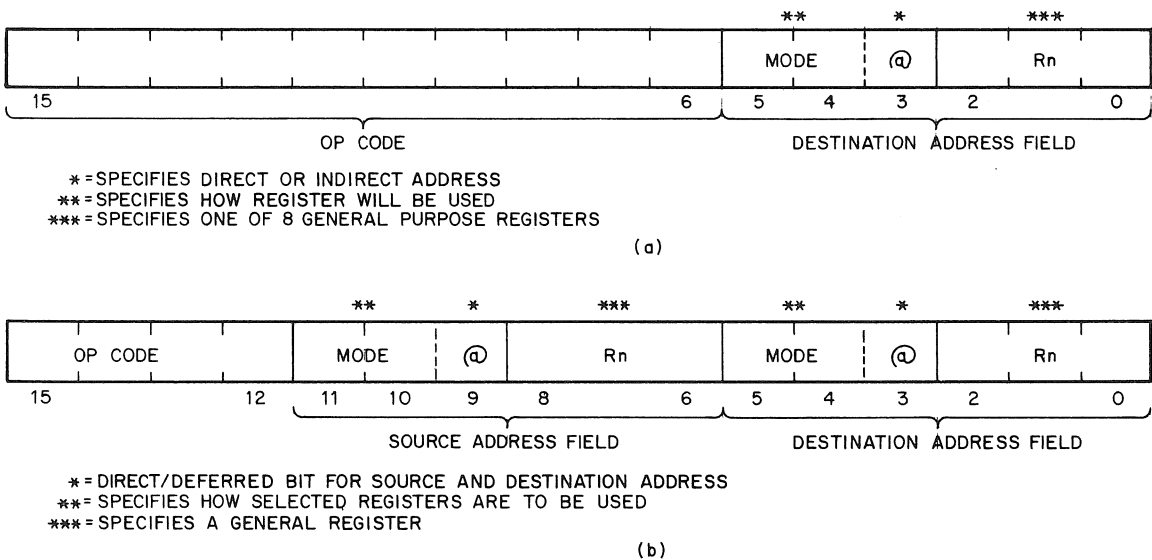 ** * ***
MODE @ Rn
15 6 5 4 3 2 0
OP CODE DESTINATION ADDRESS FIELD
* = SPECIFIES DIRECT OR INDIRECT ADDRESS
** = SPECIFIES HOW REGISTER WILL BE USED
*** = SPECIFIES ONE OF 8 GENERAL PURPOSE REGISTERS
(a)
** * *** ** * ***
OP CODE MODE @ Rn MODE @ Rn
15 12 11 10 9 8 6 5 4 3 2 0
SOURCE ADDRESS FIELD DESTINATION ADDRESS FIELD
* = DIRECT/DEFERRED BIT FOR SOURCE AND DESTINATION ADDRESS
** = SPECIFIES HOW SELECTED REGISTERS ARE TO BE USED
*** = SPECIFIES A GENERAL REGISTER
(b)